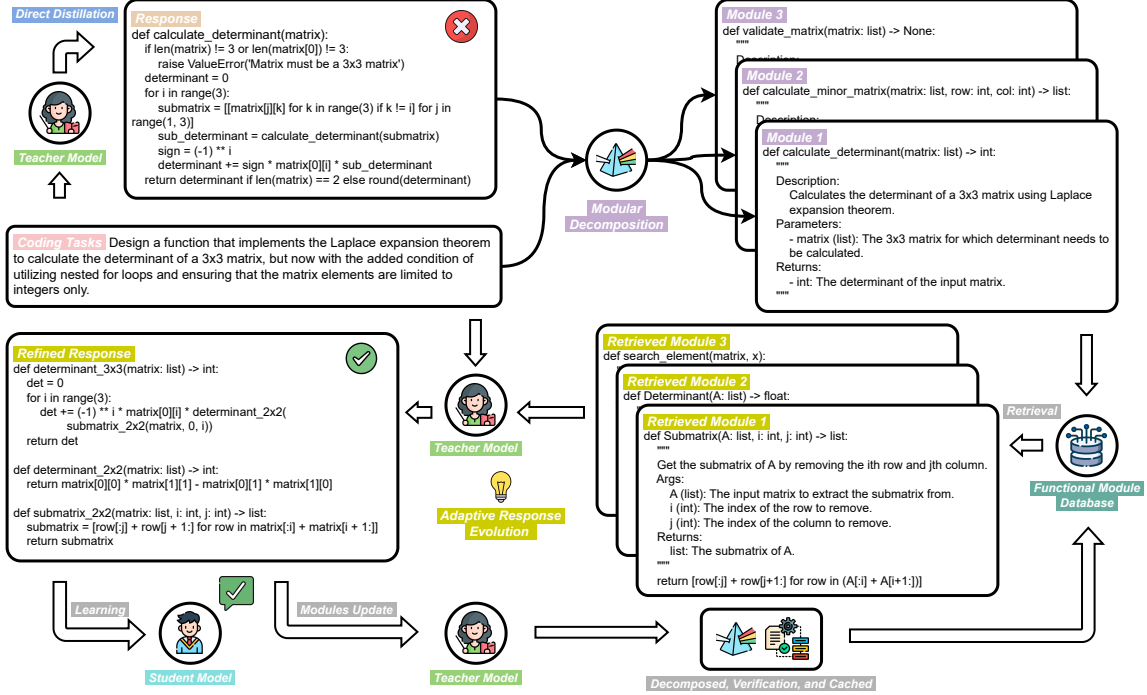 Direct Distillation
Teacher Model
Response
def calculate_determinant(matrix):
if len(matrix) != 3 or len(matrix[0]) != 3:
raise ValueError('Matrix must be a 3x3 matrix')
determinant = 0
for i in range(3):
submatrix = [[matrix[j][k] for k in range(3) if k != i] for j in
range(1, 3)]
sub_determinant = calculate_determinant(submatrix)
sign = (-1) ** i
determinant += sign * matrix[0][i] * sub_determinant
return determinant if len(matrix) == 2 else round(determinant)
Coding Tasks Design a function that implements the Laplace expansion theorem
to calculate the determinant of a 3x3 matrix, but now with the added condition of
utilizing nested for loops and ensuring that the matrix elements are limited to
integers only.
Modular
Decomposition
Module 3
def validate_matrix(matrix: list) -> None:
"""
Description:
Module 2
def calculate_minor_matrix(matrix: list, row: int, col: int) -> list:
"""
Description:
Module 1
def calculate_determinant(matrix: list) -> int:
"""
Description:
Calculates the determinant of a 3x3 matrix using Laplace
expansion theorem.
Parameters:
- matrix (list): The 3x3 matrix for which determinant needs to
be calculated.
Returns:
- int: The determinant of the input matrix.
"""
Refined Response
def determinant_3x3(matrix: list) -> int:
det = 0
for i in range(3):
det += (-1) ** i * matrix[0][i] * determinant_2x2(
submatrix_2x2(matrix, 0, i))
return det
def determinant_2x2(matrix: list) -> int:
return matrix[0][0] * matrix[1][1] - matrix[0][1] * matrix[1][0]
def submatrix_2x2(matrix: list, i: int, j: int) -> list:
submatrix = [row[:j] + row[j + 1:] for row in matrix[:i] + matrix[i + 1:]]
return submatrix
Teacher Model
Adaptive Response
Evolution
Retrieved Module 3
def search_element(matrix, x):
Retrieved Module 2
def Determinant(A: list) -> float:
Retrieved Module 1
def Submatrix(A: list, i: int, j: int) -> list:
"""
Get the submatrix of A by removing the ith row and jth column.
Args:
A (list): The input matrix to extract the submatrix from.
i (int): The index of the row to remove.
j (int): The index of the column to remove.
Returns:
list: The submatrix of A.
"""
return [row[:j] + row[j+1:] for row in (A[:i] + A[i+1:])]
Retrieval
Functional Module
Database
Learning
Student Model
Modules Update
Teacher Model
Decomposed, Verification, and Cached